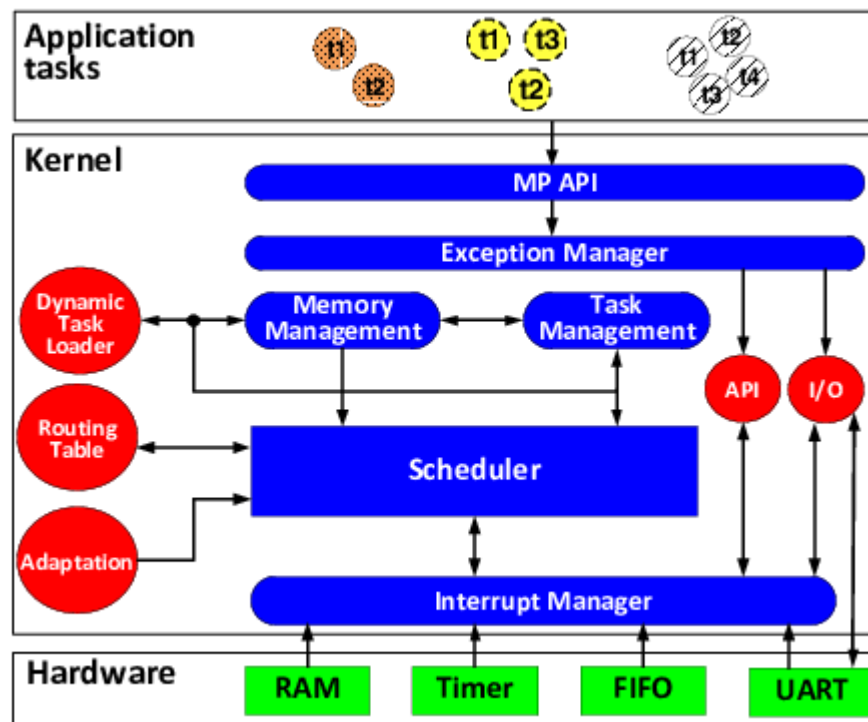 Application
tasks
t1
t2
t1
t3
t2
t1
t2
t3
t4
Kernel
MP API
Exception Manager
Dynamic
Task
Loader
Memory
Management
Task
Management
API
I/O
Routing
Table
Scheduler
Adaptation
Interrupt Manager
Hardware
RAM
Timer
FIFO
UART